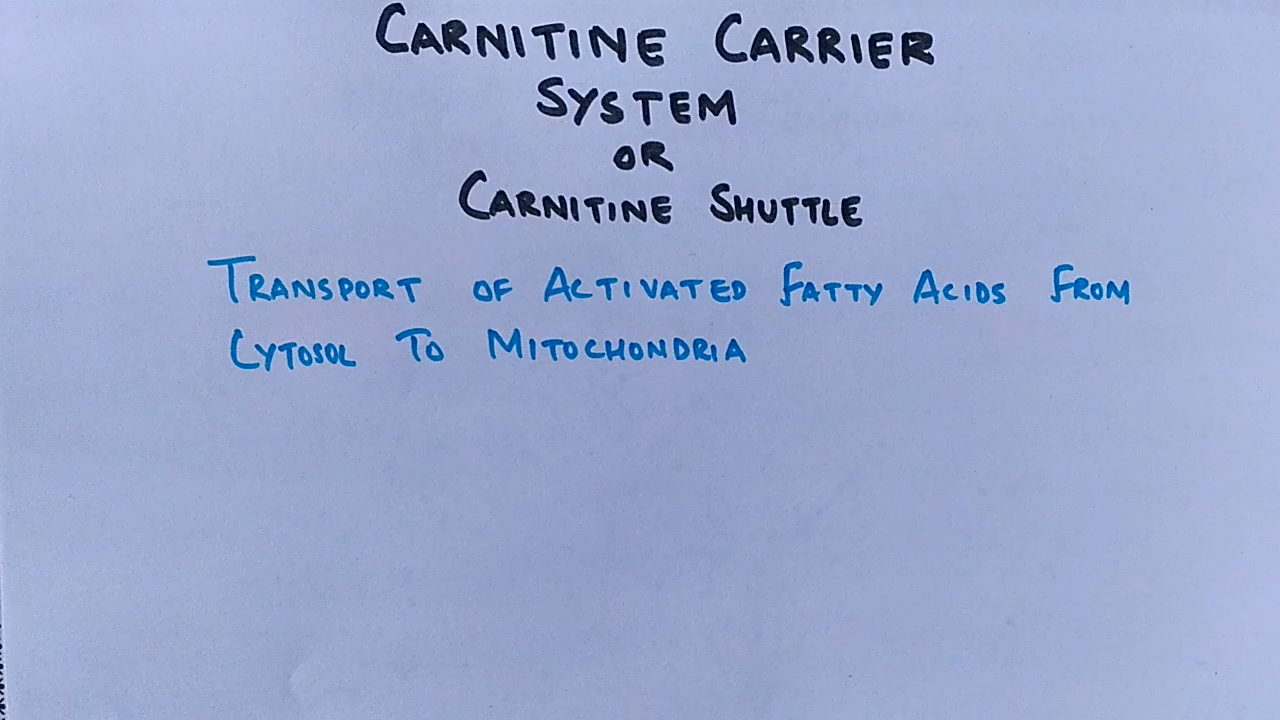 CARNITINE CARRIER
SYSTEM
OR
CARNITINE SHUTTLE
TRANSPORT OF ACTIVATED FATTY ACIDS FROM
CYTOSOL TO MITOCHONDRIA